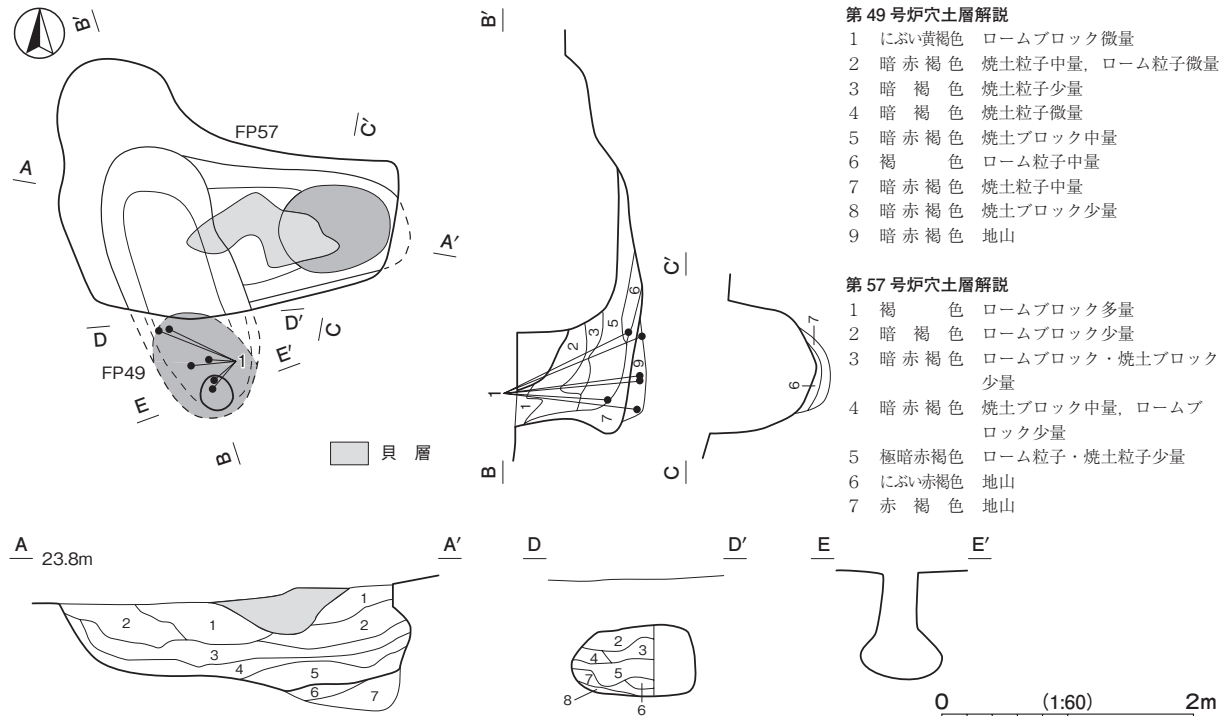 第 49 号炉穴土層解説
1 にぶい黄褐色 ロームブロック微量
2 暗 赤 褐 色 焼土粒子中量，ローム粒子微量
3 暗 褐 色 焼土粒子少量
4 暗 褐 色 焼土粒子微量
5 暗 赤 褐 色 焼土ブロック中量
6 褐 色 ローム粒子中量
7 暗 赤 褐 色 焼土粒子中量
8 暗 赤 褐 色 焼土ブロック少量
9 暗 赤 褐 色 地山
第 57 号炉穴土層解説
1 褐 色 ロームブロック多量
2 暗 褐 色 ロームブロック少量
3 暗 赤 褐 色 ロームブロック・焼土ブロック
少量
4 暗 赤 褐 色 焼土ブロック中量，ロームブ
ロック少量
5 極暗赤褐色 ローム粒子・焼土粒子少量
6 にぶい赤褐色 地山
7 赤 褐 色 地山
B′
FP57
C′
A
A′
D
D′
C
1
E′
FP49
E
B
貝 層
B′
6
5
3
2
9
1
1
7
B
C′
7
6
C
A 23.8m A′
1
2
1
2
3
4
5
6
7
D D′
2
3
4
5
7
8
6
E E′
0 (1:60) 2m